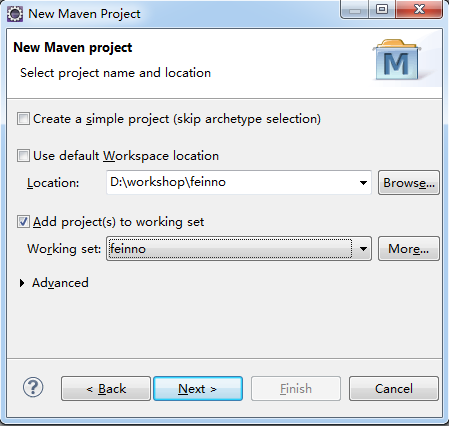 New Maven Project
New Maven project
Select project name and location
M
Create a simple project (skip archetype selection)
Use default Workspace location
Location: D:\workshop\feinno Browse...
Add project(s) to working set
Working set: feinno More...
Advanced
? < Back Next > Finish Cancel